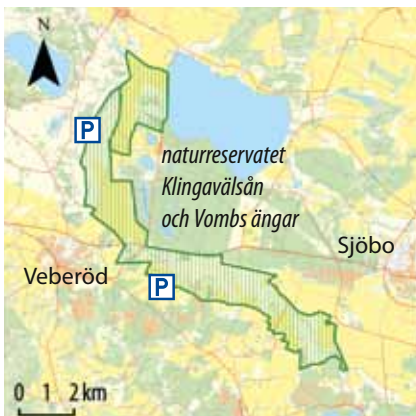 N
P
naturreservatet
Klingavälsån
och Vombs ängar
Sjöbo
Veberöd
P
0 1 2 km